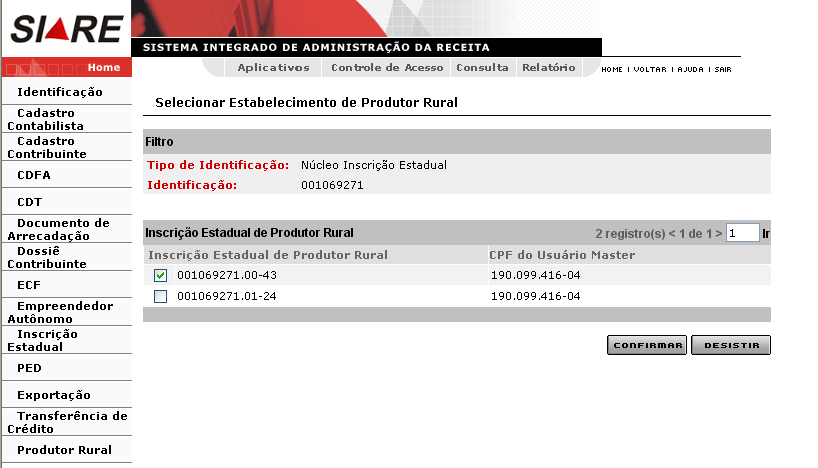 SIARE
SISTEMA INTEGRADO DE ADMINISTRAÇÃO DA RECEITA
Home
Aplicativos Controle de Acesso Consulta Relatório HOME | VOLTAR | AJUDA | SAIR
Identificação
Cadastro
Contabilista
Cadastro
Contribuinte
CDFA
CDT
Documento de
Arrecadação
Dossiê
Contribuinte
ECF
Empreendedor
Autônomo
Inscrição
Estadual
PED
Exportação
Transferência de
Crédito
Produtor Rural
Selecionar Estabelecimento de Produtor Rural
Filtro
Tipo de Identificação: Núcleo Inscrição Estadual
Identificação: 001069271
Inscrição Estadual de Produtor Rural 2 registro(s) < 1 de 1 > 1 Ir
Inscrição Estadual de Produtor Rural CPF do Usuário Master
001069271.00-43 190.099.416-04
001069271.01-24 190.099.416-04
CONFIRMAR DESISTIR